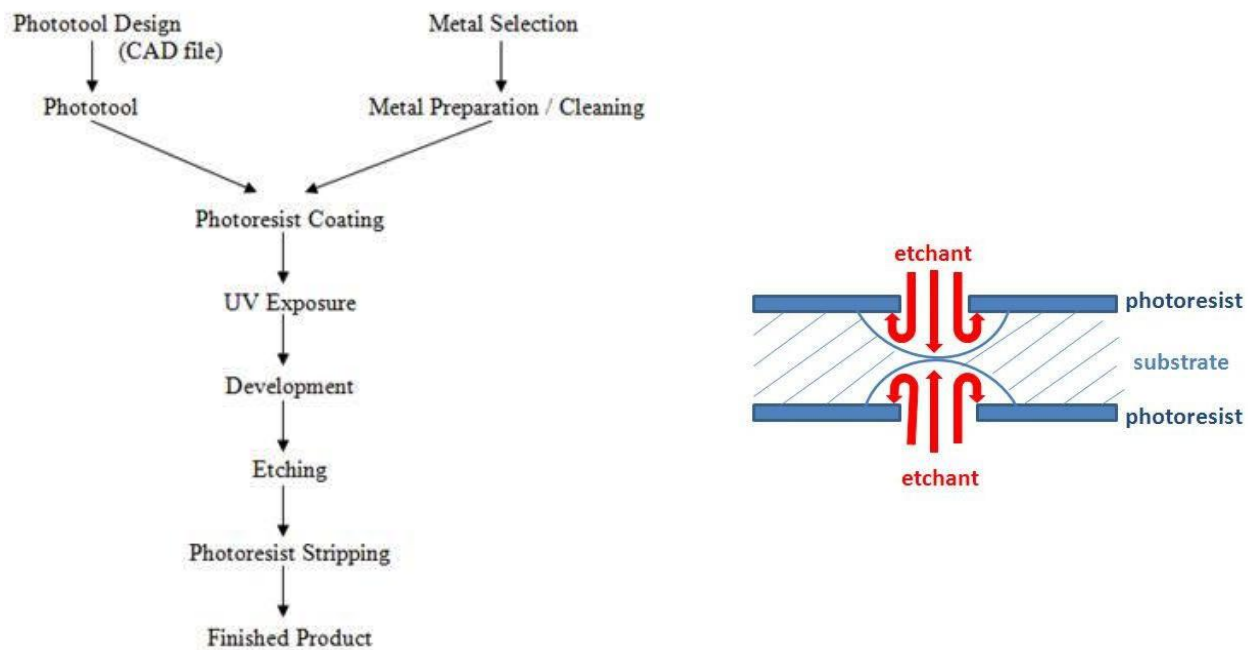 Phototool Design
(CAD file)
Metal Selection
Phototool
Metal Preparation / Cleaning
Photoresist Coating
UV Exposure
Development
Etching
Photoresist Stripping
Finished Product
etchant
photoresist
substrate
photoresist
etchant